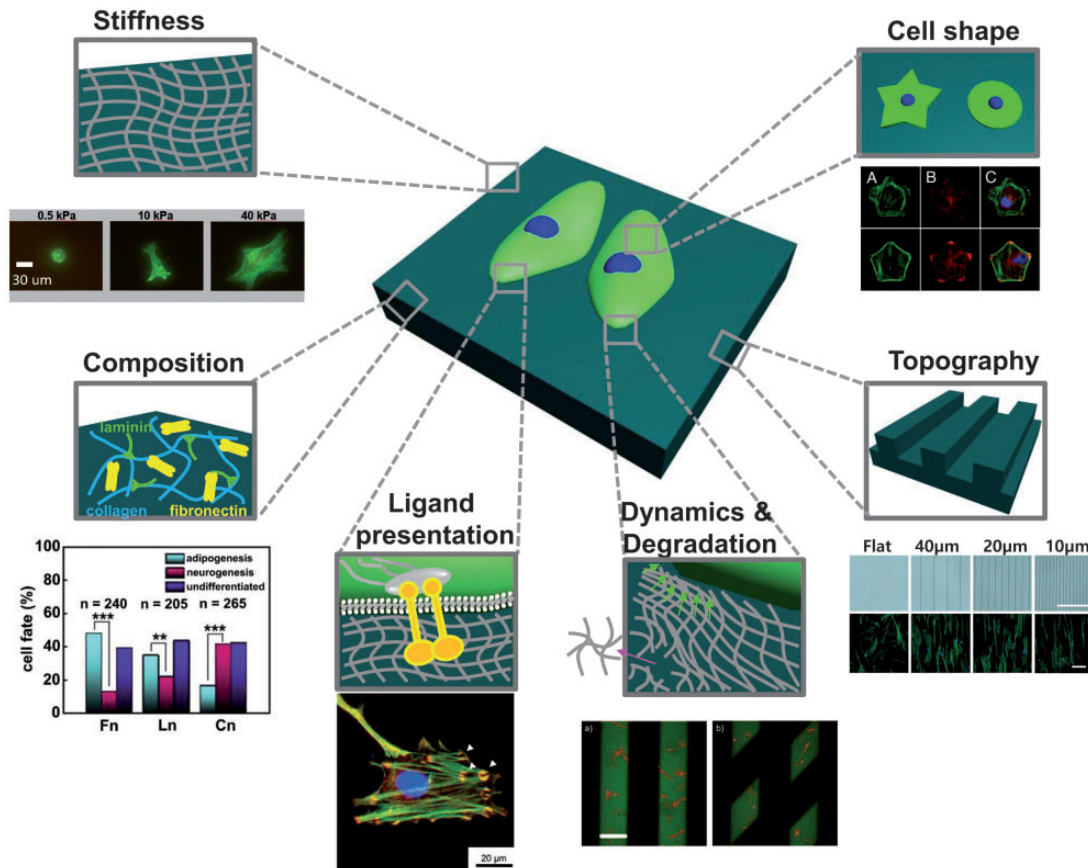 Stiffness
0.5 kPa 10 kPa 40 kPa
30 um
Cell shape
A B C
Composition
laminin
collagen fibronectin
100
80
60
40
20
0
cell fate (%)
adipogenesis
neurogenesis
undifferentiated
n = 240 n = 205 n = 265
*** ** ***
Fn Ln Cn
Ligand
presentation
20 µm
Dynamics &
Degradation
a) b)
Topography
Flat 40µm 20µm 10µm